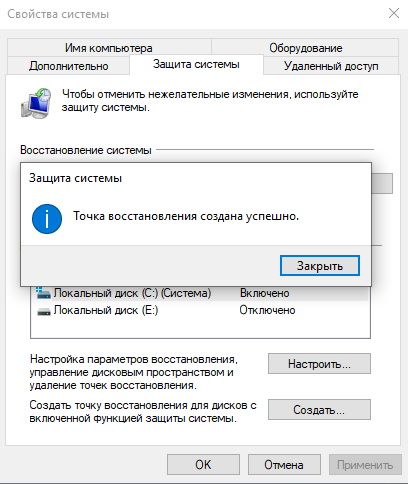 Свойства системы
Имя компьютера
Оборудование
Дополнительно
Защита системы
Удаленный доступ
Чтобы отменить нежелательные изменения, используйте
защиту системы.
Восстановление системы
Защита системы
Точка восстановления создана успешно.
Закрыть
Локальный диск (C:) (Система) Включено
Локальный диск (E:) Отключено
Настройка параметров восстановления,
управление дисковым пространством и
удаление точек восстановления.
Настроить...
Создать точку восстановления для дисков с
включенной функцией защиты системы.
Создать...
OK
Отмена
Применить